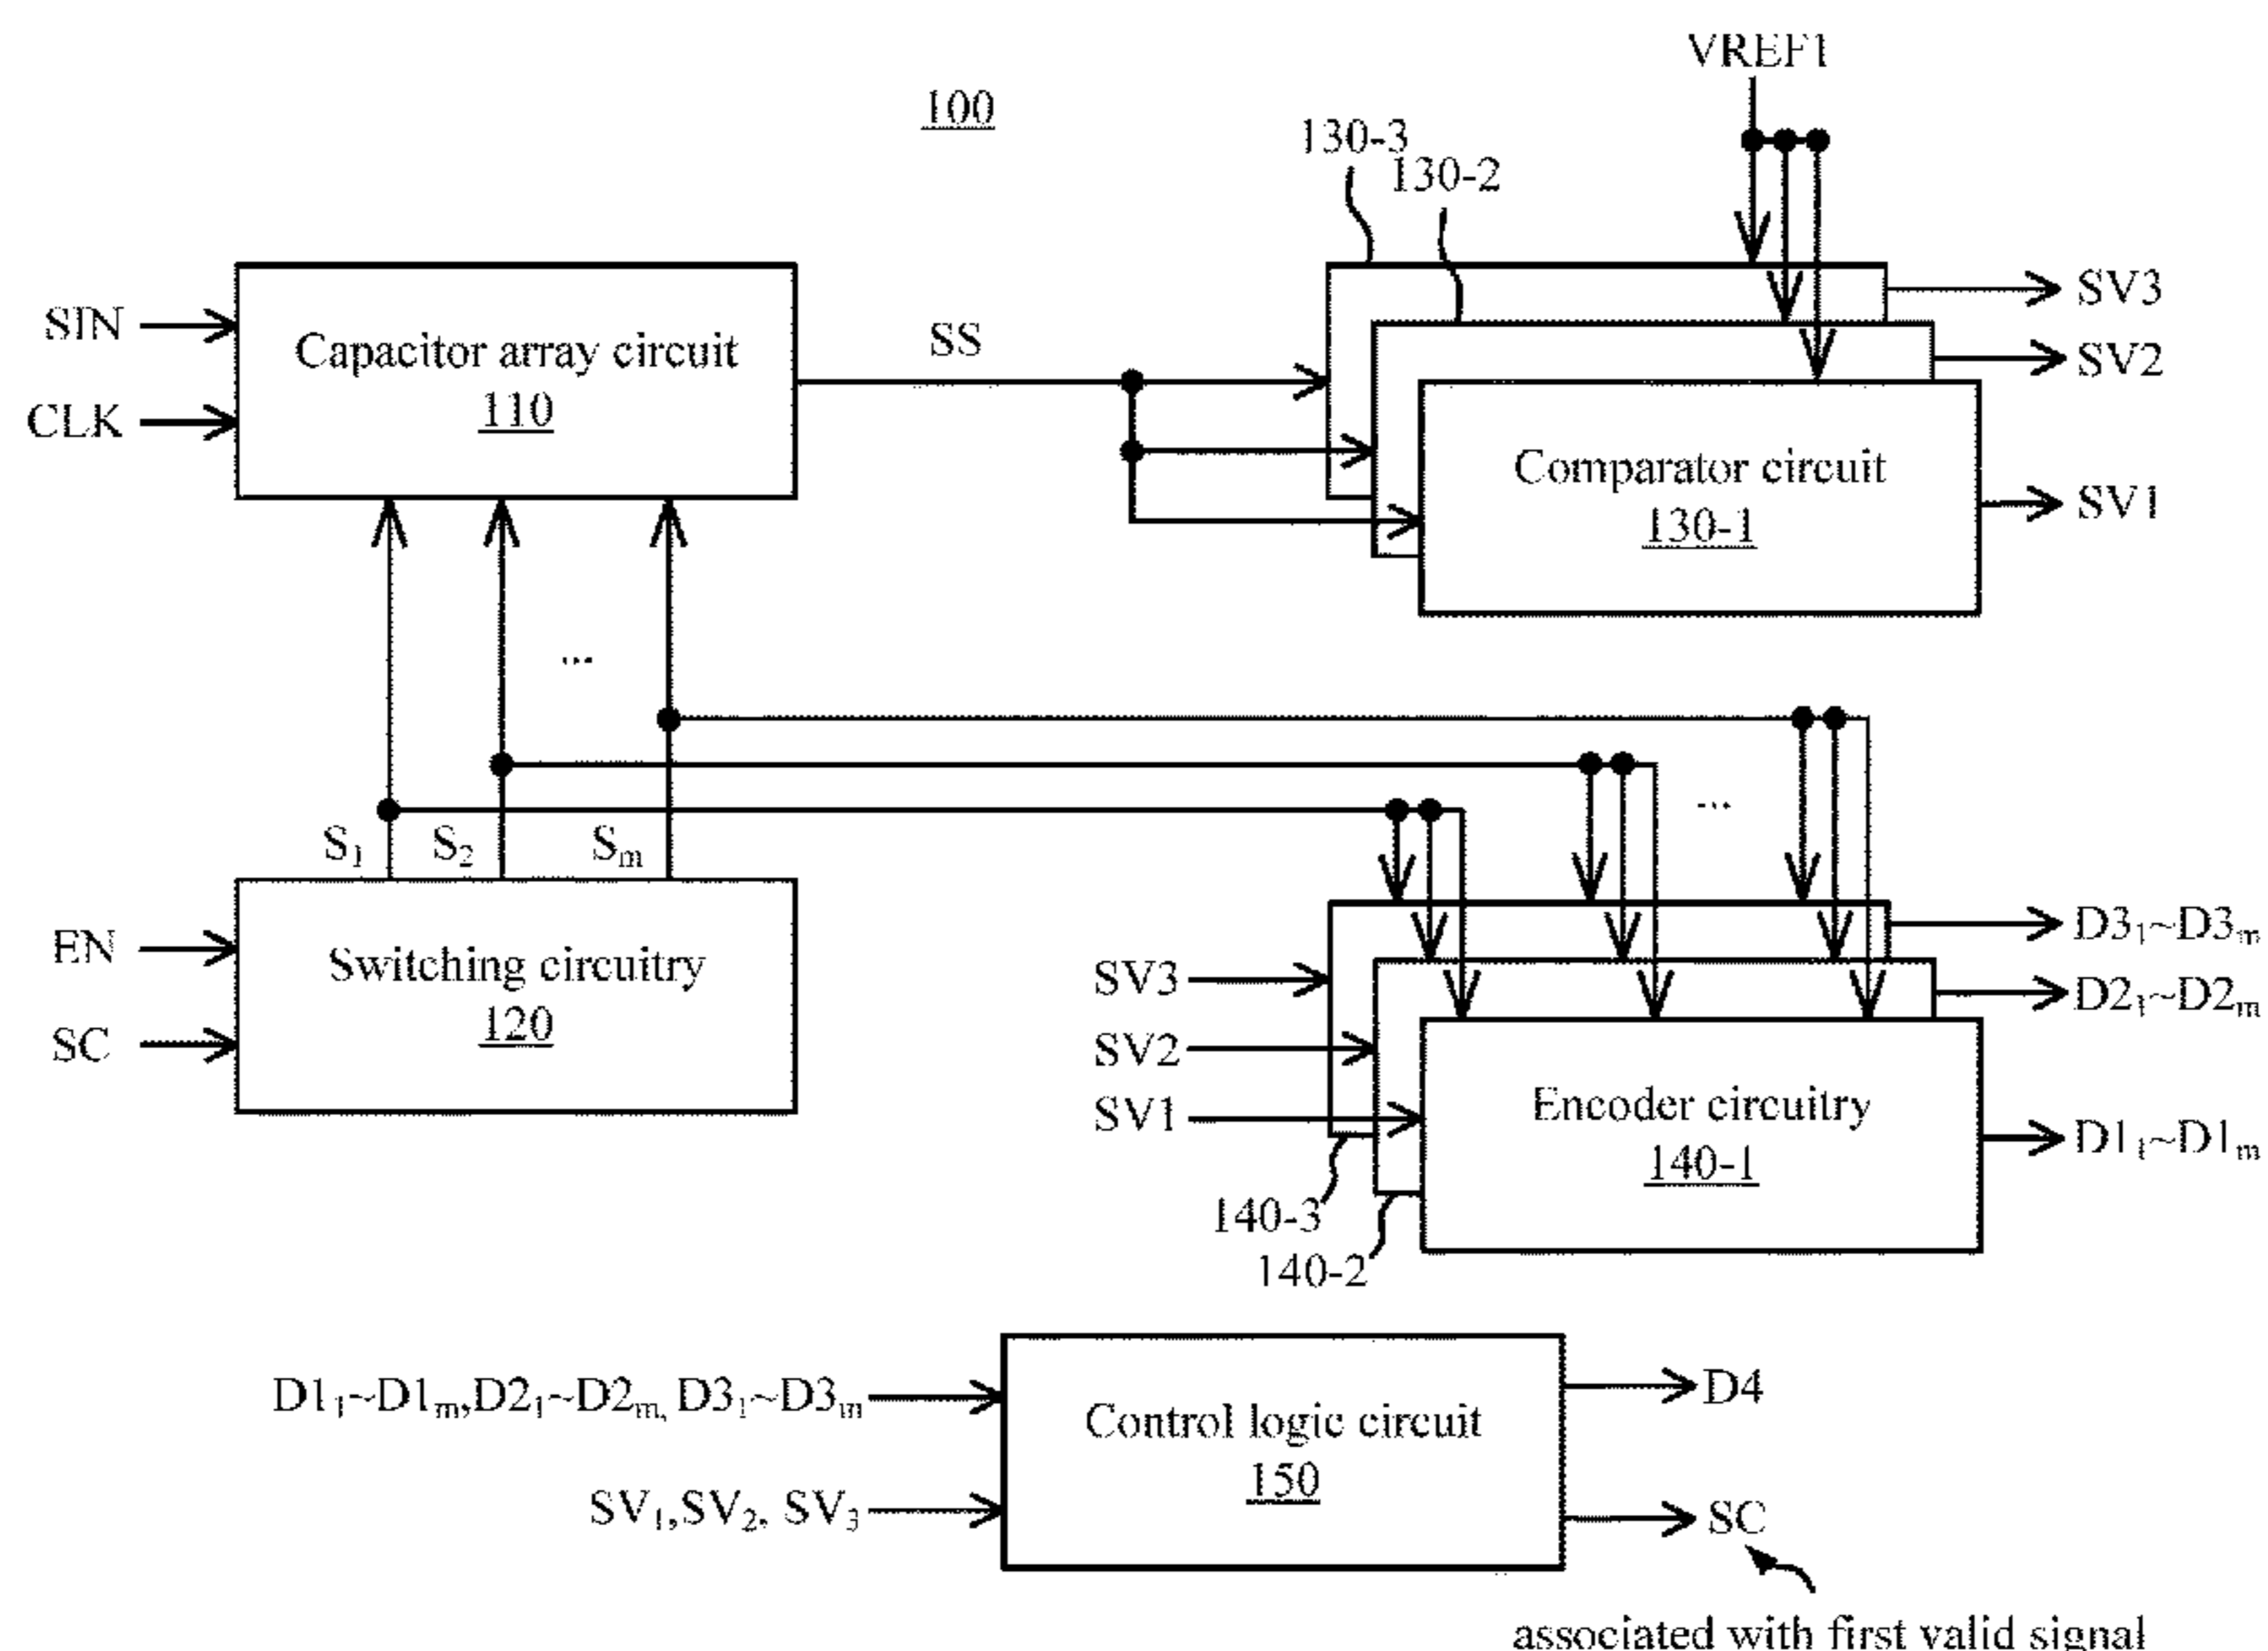 VREF1
100
130-3
130-2
SIN
CLK
Capacitor array circuit
110
SS
SV3
SV2
SV1
Comparator circuit
130-1
...
...
S₁ S₂ Sₘ
EN
SC
Switching circuitry
120
SV3
SV2
SV1
D3₁~D3ₘ
D2₁~D2ₘ
D1₁~D1ₘ
Encoder circuitry
140-1
140-3
140-2
D1₁~D1ₘ,D2₁~D2ₘ, D3₁~D3ₘ
SV₁,SV₂, SV₃
Control logic circuit
150
D4
SC
associated with first valid signal